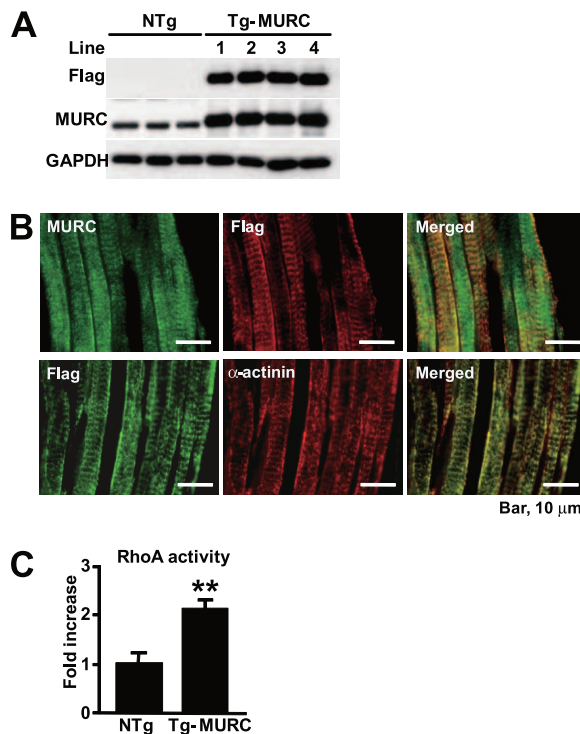 A
NTg Tg-MURC
Line 1 2 3 4
Flag
MURC
GAPDH
B
MURC Flag Merged
Flag α-actinin Merged
Bar, 10 μm
C
RhoA activity
Fold increase
3
2
1
0
**
NTg Tg-MURC